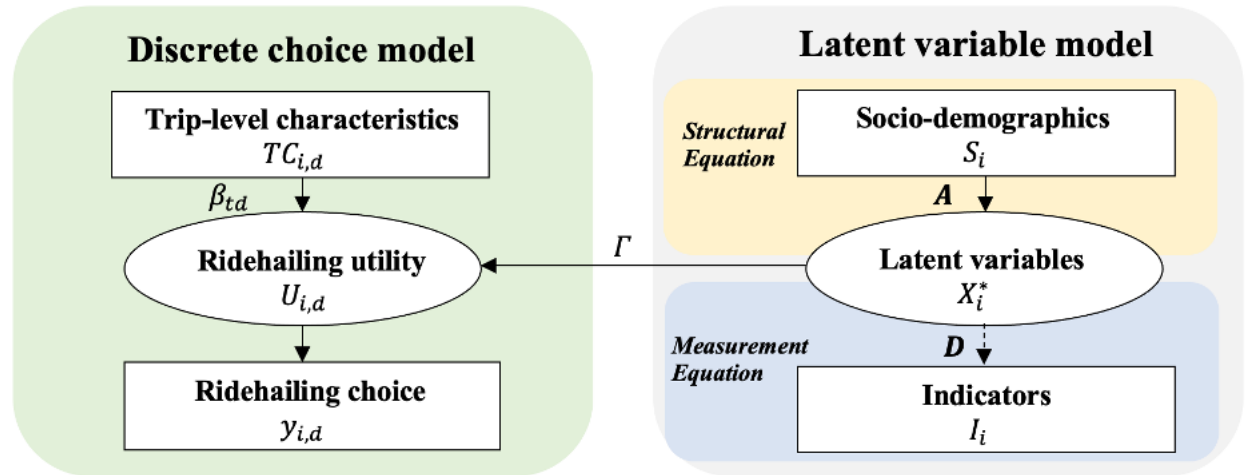 Discrete choice model
Trip-level characteristics
TC_{i,d}
β_{td}
Ridehailing utility
U_{i,d}
Ridehailing choice
y_{i,d}
Γ
Latent variable model
Structural
Equation
Socio-demographics
S_i
A
Latent variables
X_i^*
Measurement
Equation
D
Indicators
I_i